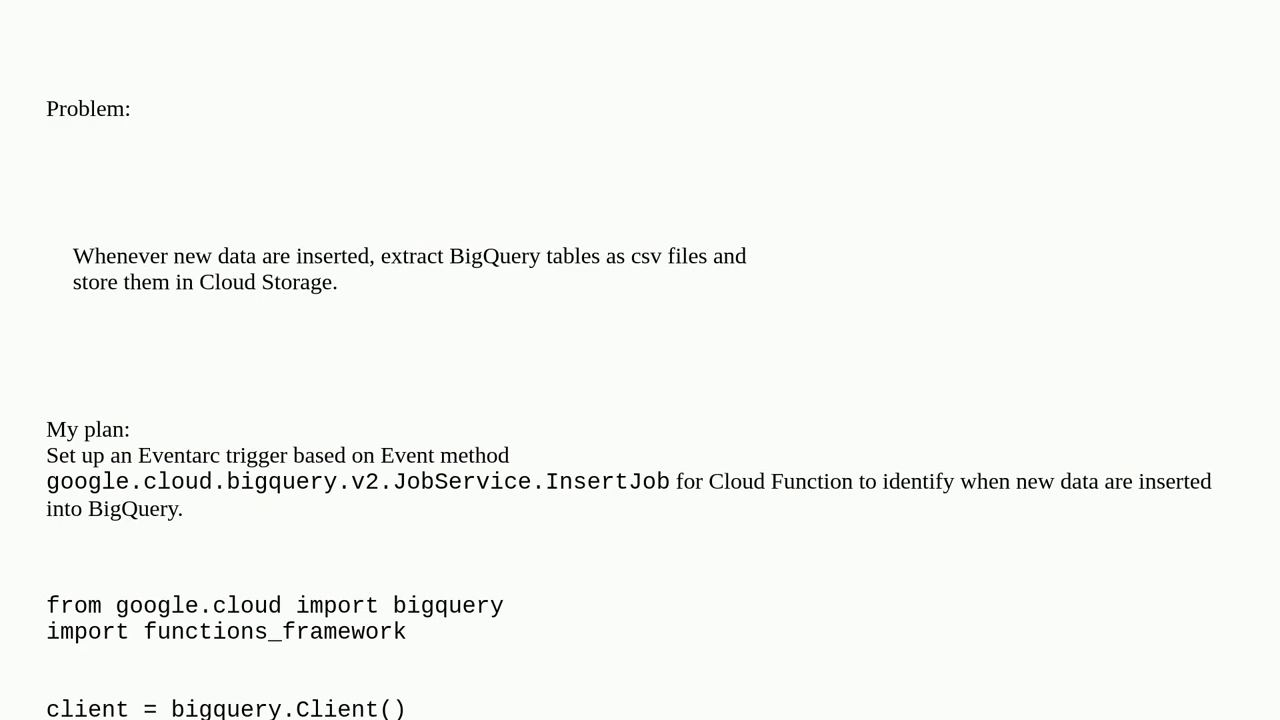 Problem:
Whenever new data are inserted, extract BigQuery tables as csv files and
store them in Cloud Storage.
My plan:
Set up an Eventarc trigger based on Event method
google.cloud.bigquery.v2.JobService.InsertJob for Cloud Function to identify when new data are inserted
into BigQuery.
from google.cloud import bigquery
import functions_framework
client = bigquery.Client()